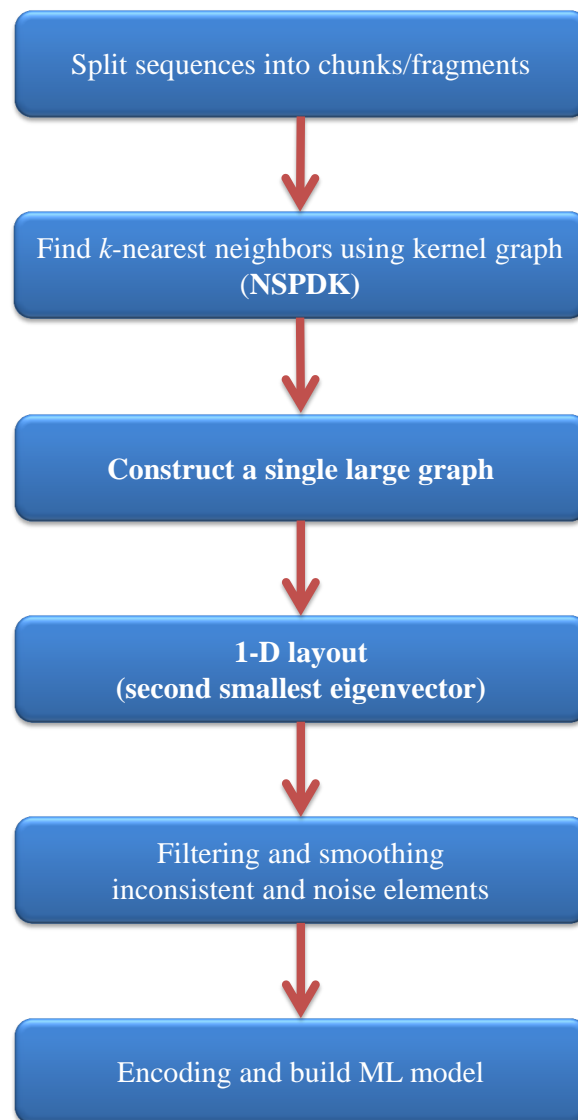 Split sequences into chunks/fragments
Find k-nearest neighbors using kernel graph
(NSPDK)
Construct a single large graph
1-D layout
(second smallest eigenvector)
Filtering and smoothing
inconsistent and noise elements
Encoding and build ML model